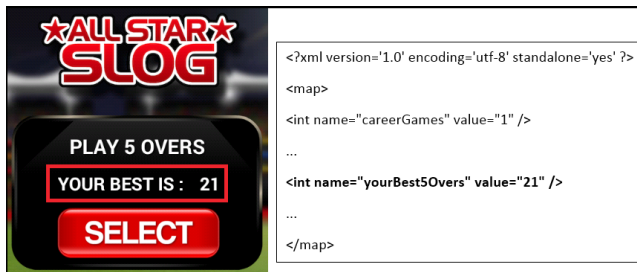 ALL STAR
SLOG
PLAY 5 OVERS
YOUR BEST IS : 21
SELECT
<?xml version='1.0' encoding='utf-8' standalone='yes' ?>
<map>
<int name="careerGames" value="1" />
...
<int name="yourBest5Overs" value="21" />
...
</map>